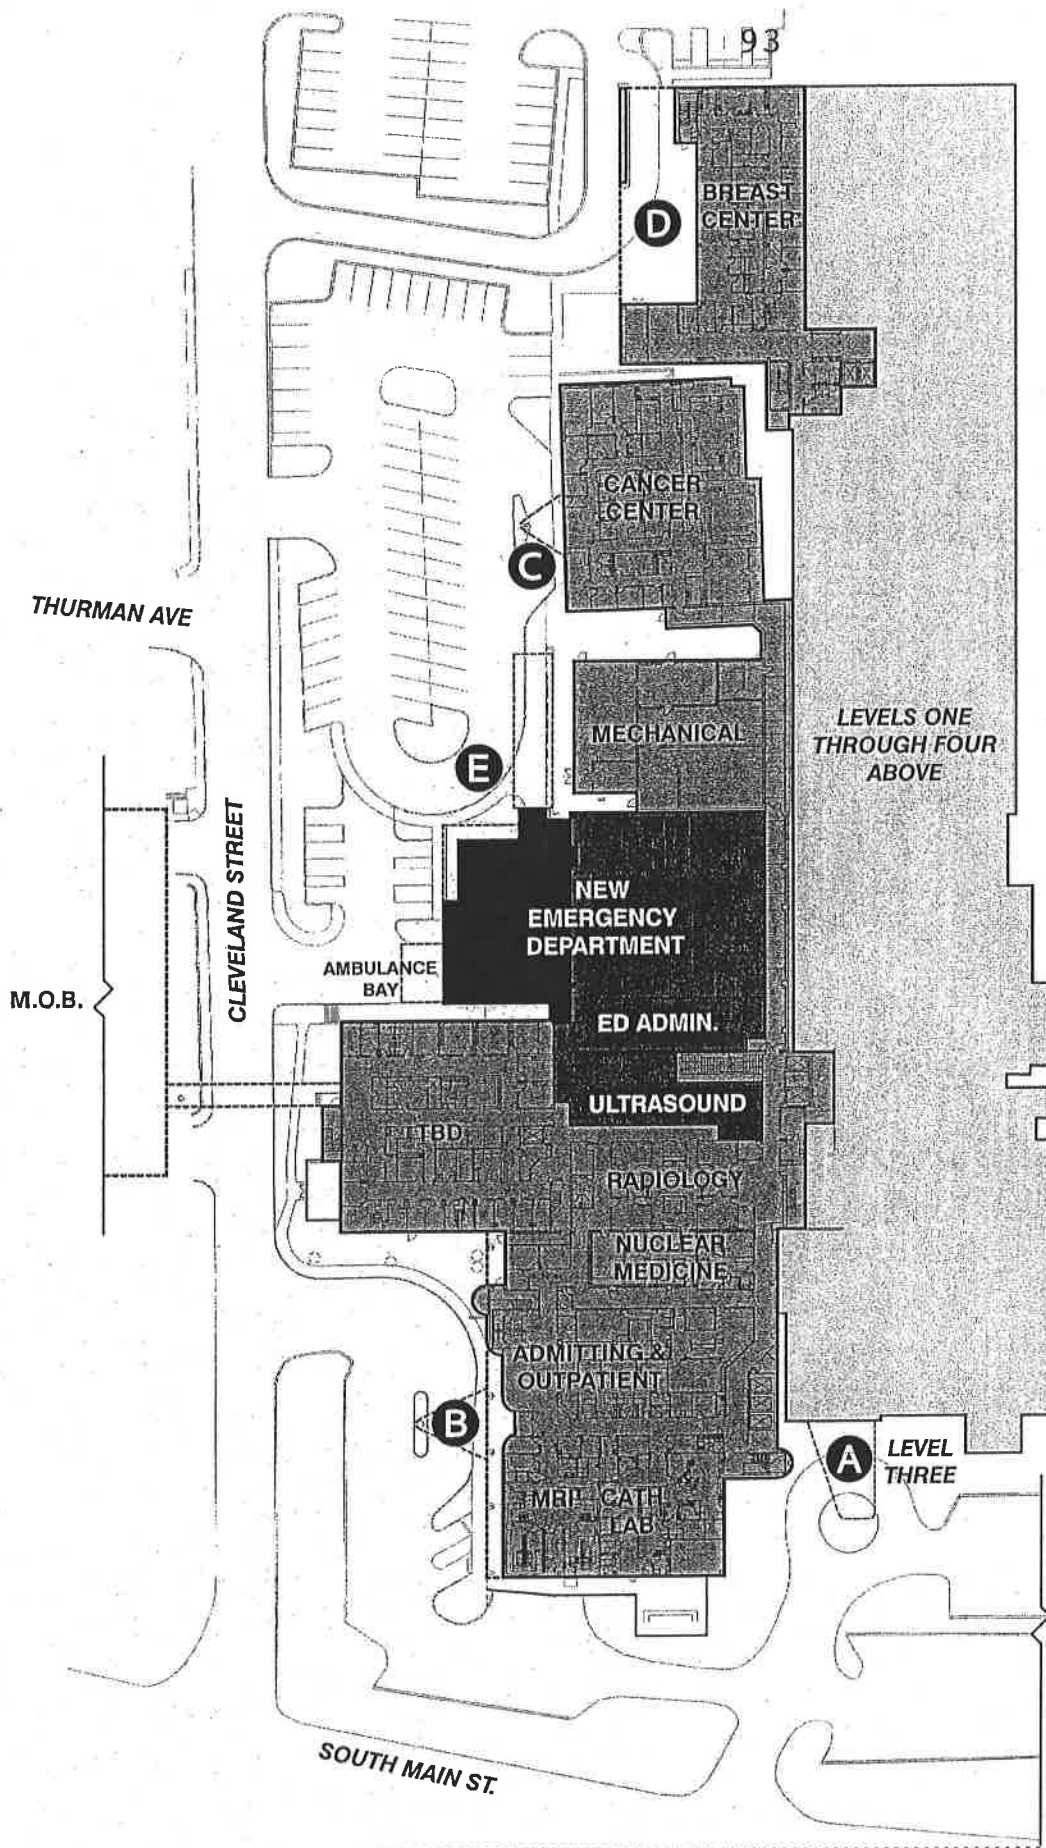 93
BREAST
CENTER
D
CANCER
CENTER
C
THURMAN AVE
MECHANICAL
LEVELS ONE
THROUGH FOUR
ABOVE
E
CLEVELAND STREET
NEW
EMERGENCY
DEPARTMENT
AMBULANCE
BAY
M.O.B.
ED ADMIN.
ULTRASOUND
TBD
RADIOLOGY
NUCLEAR
MEDICINE
ADMITTING &
OUTPATIENT
B
A
LEVEL
THREE
CATH
LAB
SOUTH MAIN ST.